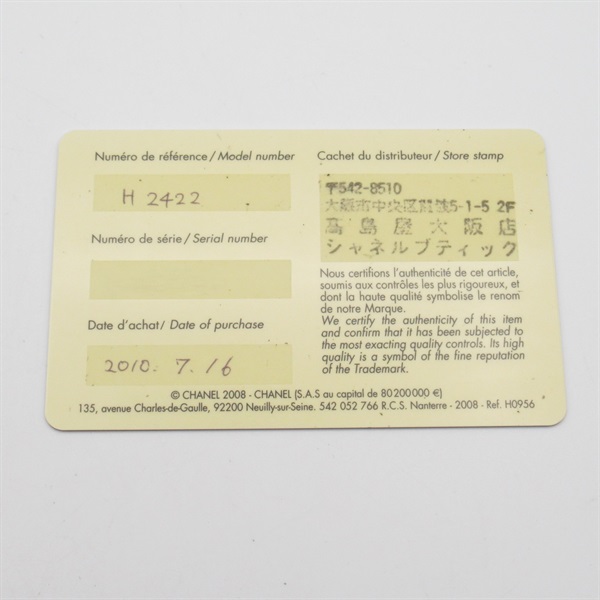 Numéro de référence / Model number
H 2422
Numéro de série / Serial number
Date d'achat / Date of purchase
2010. 7. 16
Cachet du distributeur / Store stamp
〒542-8510
大阪市中央区難波5-1-5 2F
髙島屋大阪店
シャネルブティック
Nous certifions l'authenticité de cet article,
soumis aux contrôles les plus rigoureux, et
dont la haute qualité symbolise le renom
de notre Marque.
We certify the authenticity of this item
and confirm that it has been subjected to
the most exacting quality controls. Its high
quality is a symbol of the fine reputation
of the Trademark.
© CHANEL 2008 - CHANEL (S.A.S au capital de 80200000 €)
135, avenue Charles-de-Gaulle, 92200 Neuilly-sur-Seine. 542 052 766 R.C.S. Nanterre - 2008 - Ref. H0956